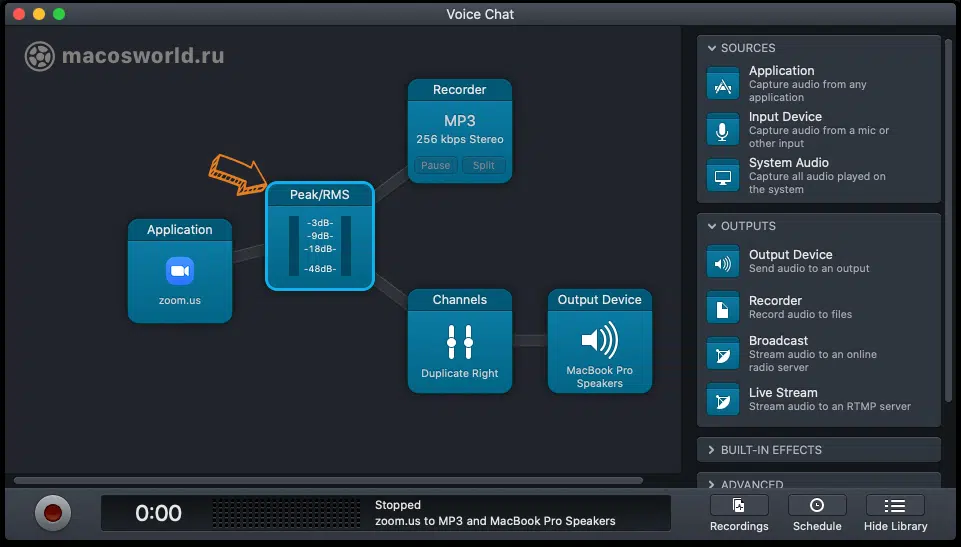 Voice Chat
macosworld.ru
Recorder
MP3
256 kbps Stereo
Pause Split
Peak/RMS
-3dB-
-9dB-
-18dB-
-48dB-
Application
zoom.us
Channels
Duplicate Right
Output Device
MacBook Pro
Speakers
SOURCES
Application
Capture audio from any
application
Input Device
Capture audio from a mic or
other input
System Audio
Capture all audio played on
the system
OUTPUTS
Output Device
Send audio to an output
Recorder
Record audio to files
Broadcast
Stream audio to an online
radio server
Live Stream
Stream audio to an RTMP server
BUILT-IN EFFECTS
ADVANCED
0:00
Stopped
zoom.us to MP3 and MacBook Pro Speakers
Recordings
Schedule
Hide Library